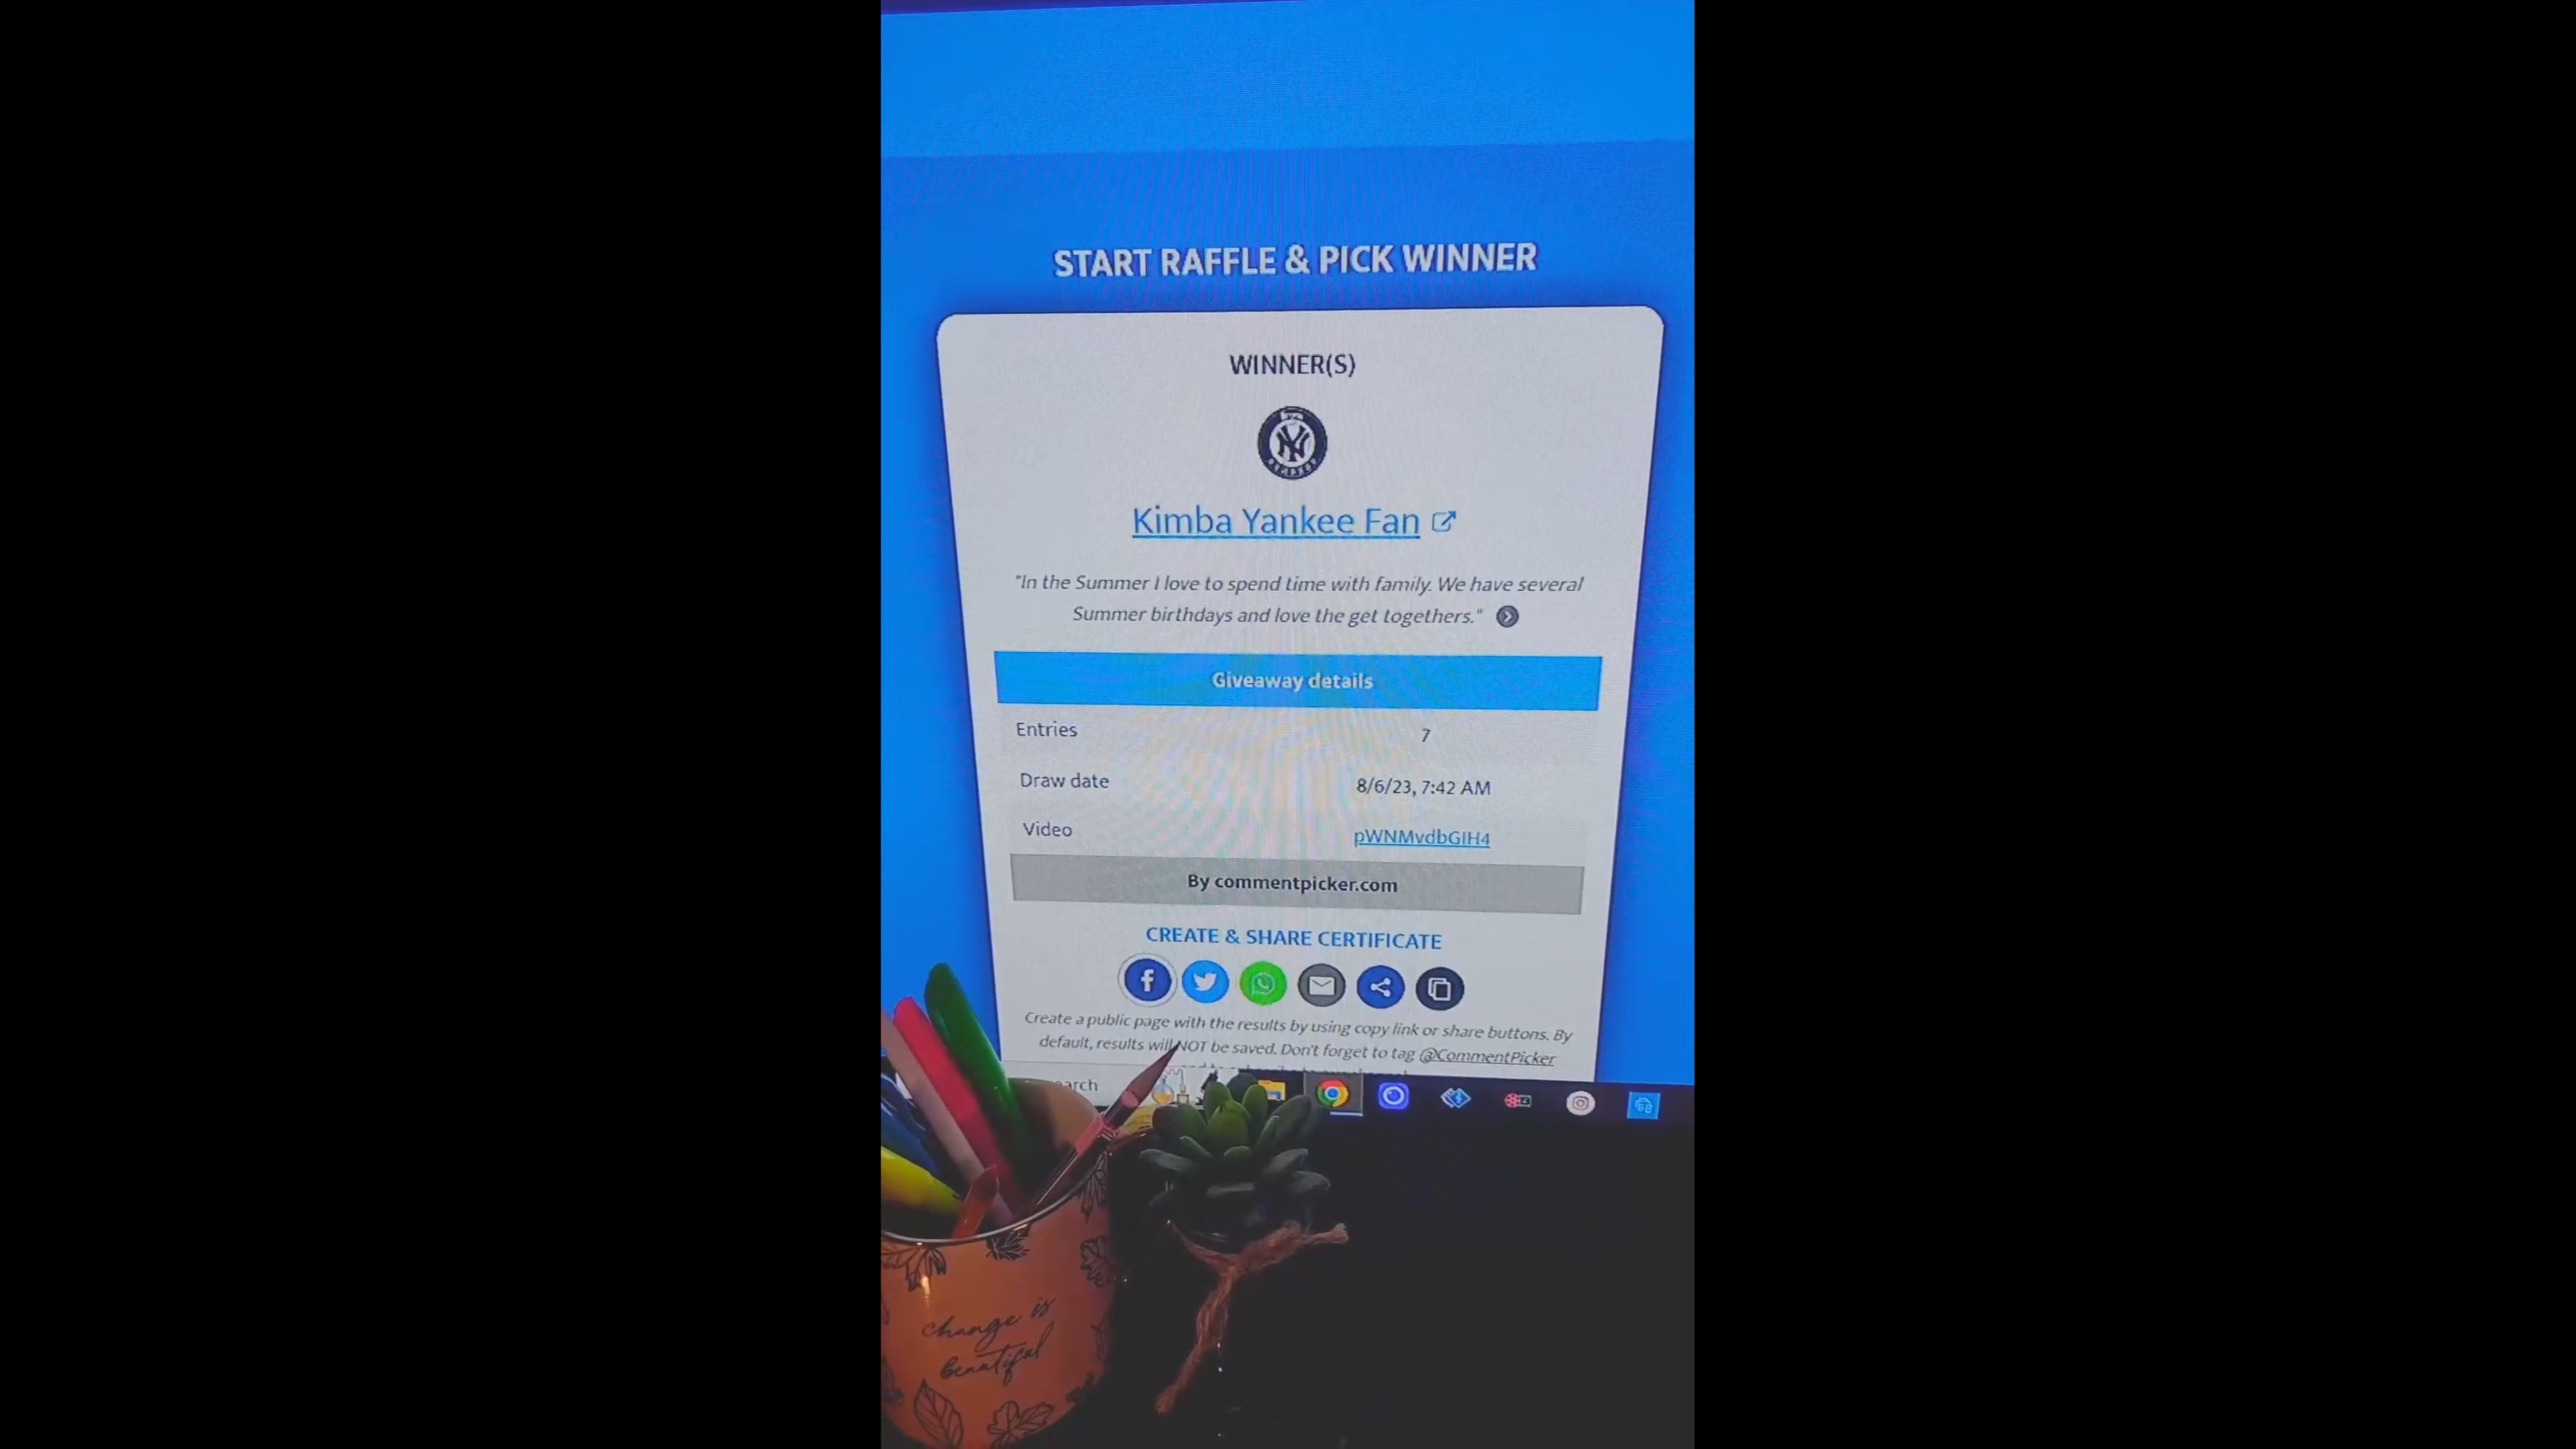 START RAFFLE & PICK WINNER
WINNER(S)
Kimba Yankee Fan
"In the Summer I love to spend time with family. We have several
Summer birthdays and love the get togethers."
Giveaway details
Entries 7
Draw date 8/6/23, 7:42 AM
Video pWNMvdbGIH4
By commentpicker.com
CREATE & SHARE CERTIFICATE
Create a public page with the results by using copy link or share buttons. By
default, results will NOT be saved. Don't forget to tag @CommentPicker
change is
beautiful